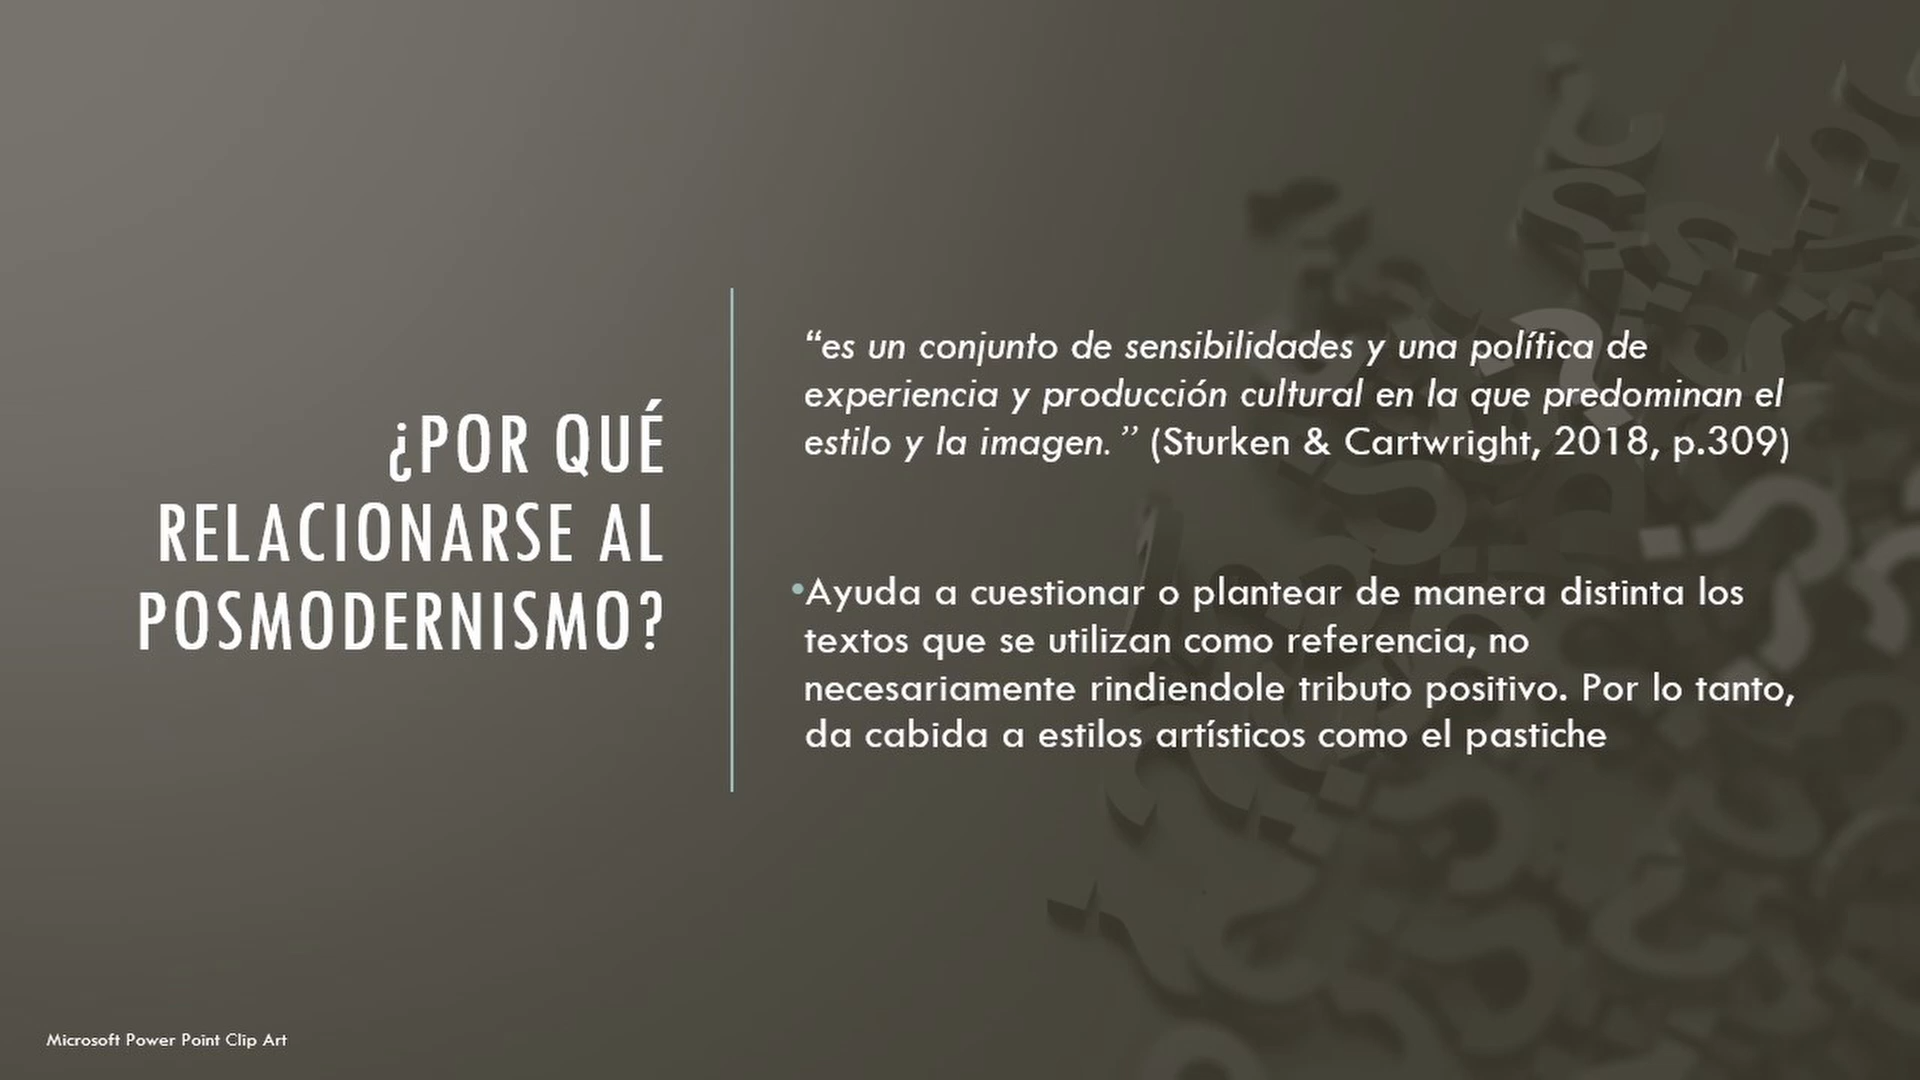 ¿POR QUÉ
RELACIONARSE AL
POSMODERNISMO?
“es un conjunto de sensibilidades y una política de
experiencia y producción cultural en la que predominan el
estilo y la imagen.” (Sturken & Cartwright, 2018, p.309)
•Ayuda a cuestionar o plantear de manera distinta los
textos que se utilizan como referencia, no
necesariamente rindiendole tributo positivo. Por lo tanto,
da cabida a estilos artísticos como el pastiche
Microsoft Power Point Clip Art